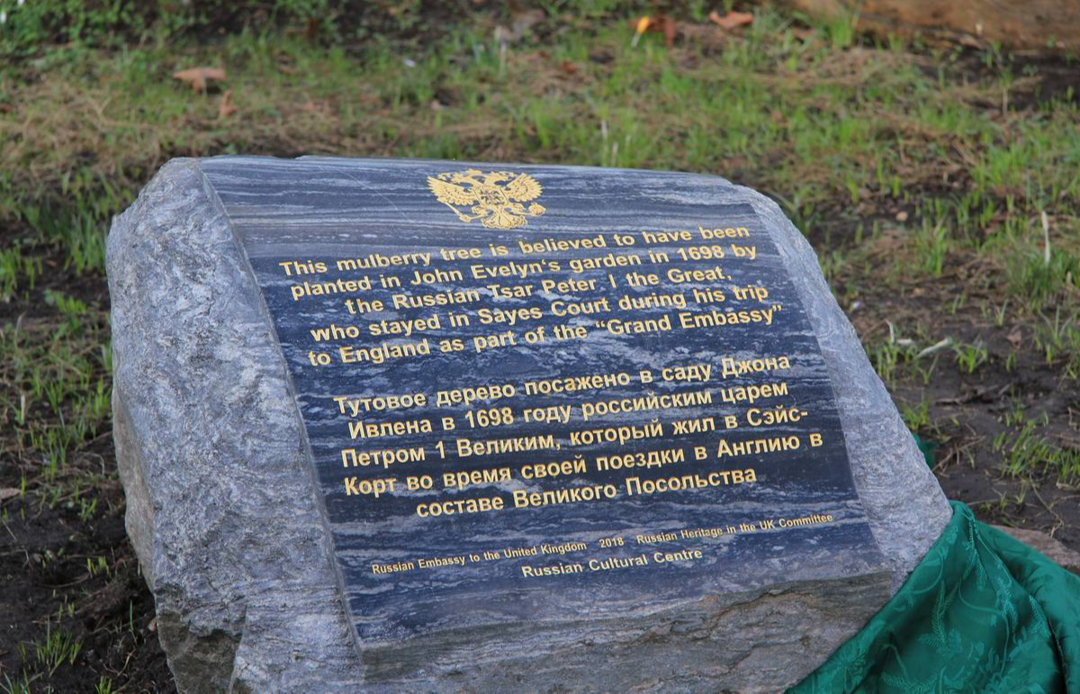 This mulberry tree is believed to have been
planted in John Evelyn‘s garden in 1698 by
the Russian Tsar Peter I the Great,
who stayed in Sayes Court during his trip
to England as part of the “Grand Embassy”
Тутовое дерево посажено в саду Джона
Ивлена в 1698 году российским царем
Петром 1 Великим, который жил в Сэйс-
Корт во время своей поездки в Англию в
составе Великого Посольства
Russian Embassy to the United Kingdom 2018 Russian Heritage in the UK Committee
Russian Cultural Centre